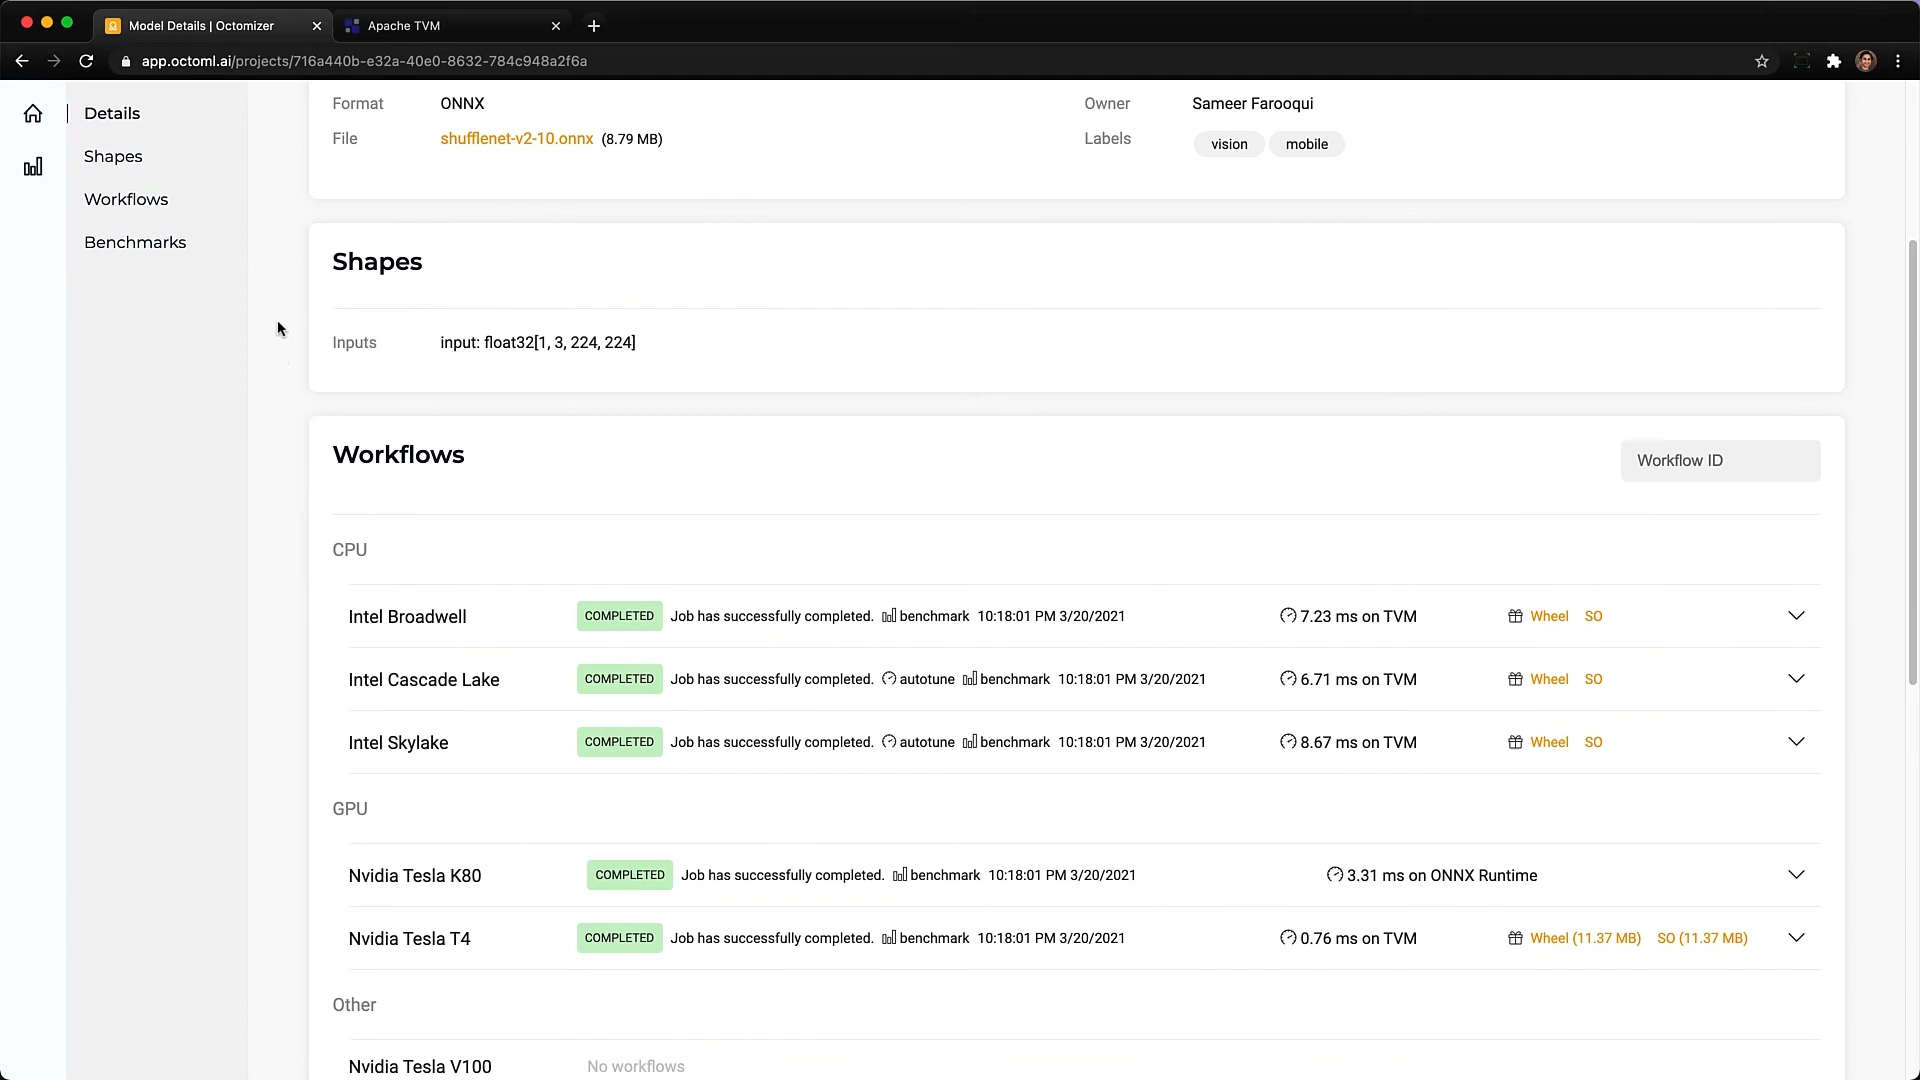 Model Details | Octomizer
Apache TVM
app.octoml.ai/projects/716a440b-e32a-40e0-8632-784c948a2f6a
Details
Shapes
Workflows
Benchmarks
Format ONNX Owner Sameer Farooqui
File shufflenet-v2-10.onnx (8.79 MB) Labels vision mobile
Shapes
Inputs input: float32[1, 3, 224, 224]
Workflows
Workflow ID
CPU
Intel Broadwell COMPLETED Job has successfully completed. benchmark 10:18:01 PM 3/20/2021 7.23 ms on TVM Wheel SO
Intel Cascade Lake COMPLETED Job has successfully completed. autotune benchmark 10:18:01 PM 3/20/2021 6.71 ms on TVM Wheel SO
Intel Skylake COMPLETED Job has successfully completed. autotune benchmark 10:18:01 PM 3/20/2021 8.67 ms on TVM Wheel SO
GPU
Nvidia Tesla K80 COMPLETED Job has successfully completed. benchmark 10:18:01 PM 3/20/2021 3.31 ms on ONNX Runtime
Nvidia Tesla T4 COMPLETED Job has successfully completed. benchmark 10:18:01 PM 3/20/2021 0.76 ms on TVM Wheel (11.37 MB) SO (11.37 MB)
Other
Nvidia Tesla V100 No workflows